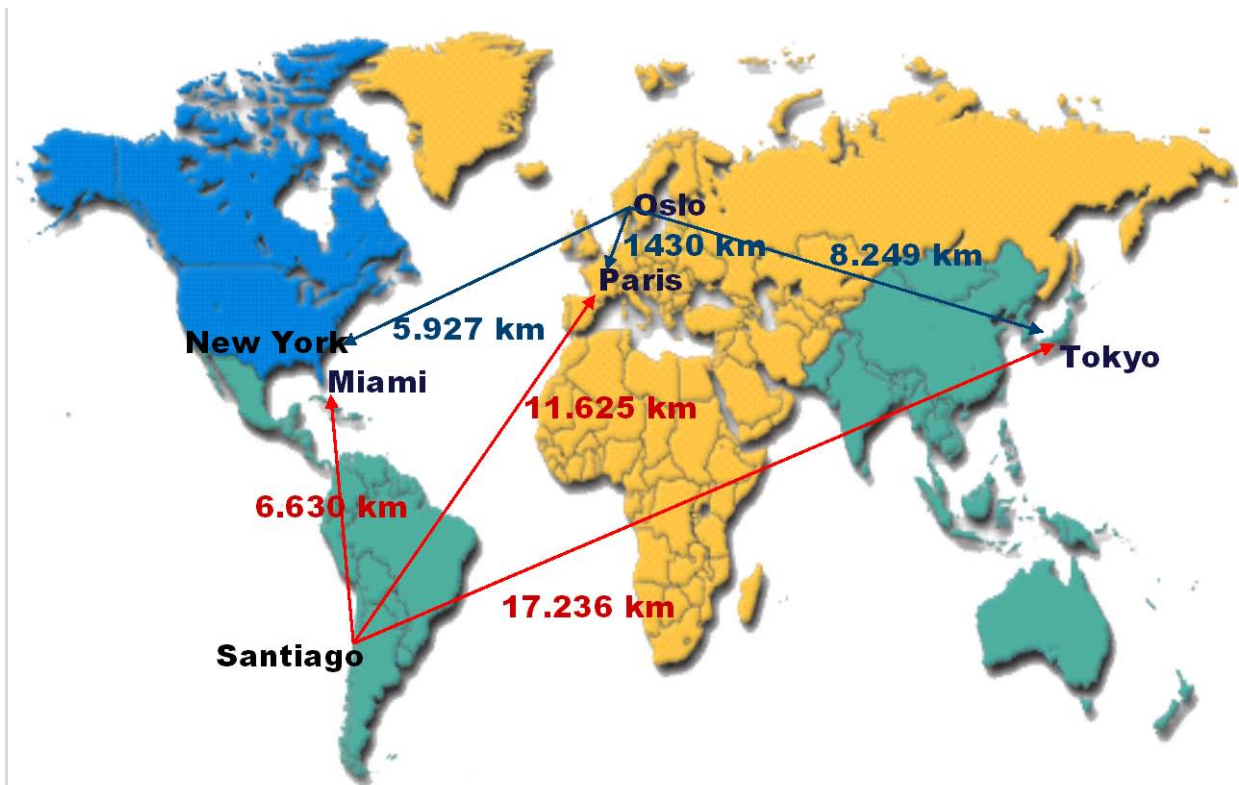 Oslo
1430 km
8.249 km
Paris
5.927 km
New York
Tokyo
Miami
11.625 km
6.630 km
17.236 km
Santiago